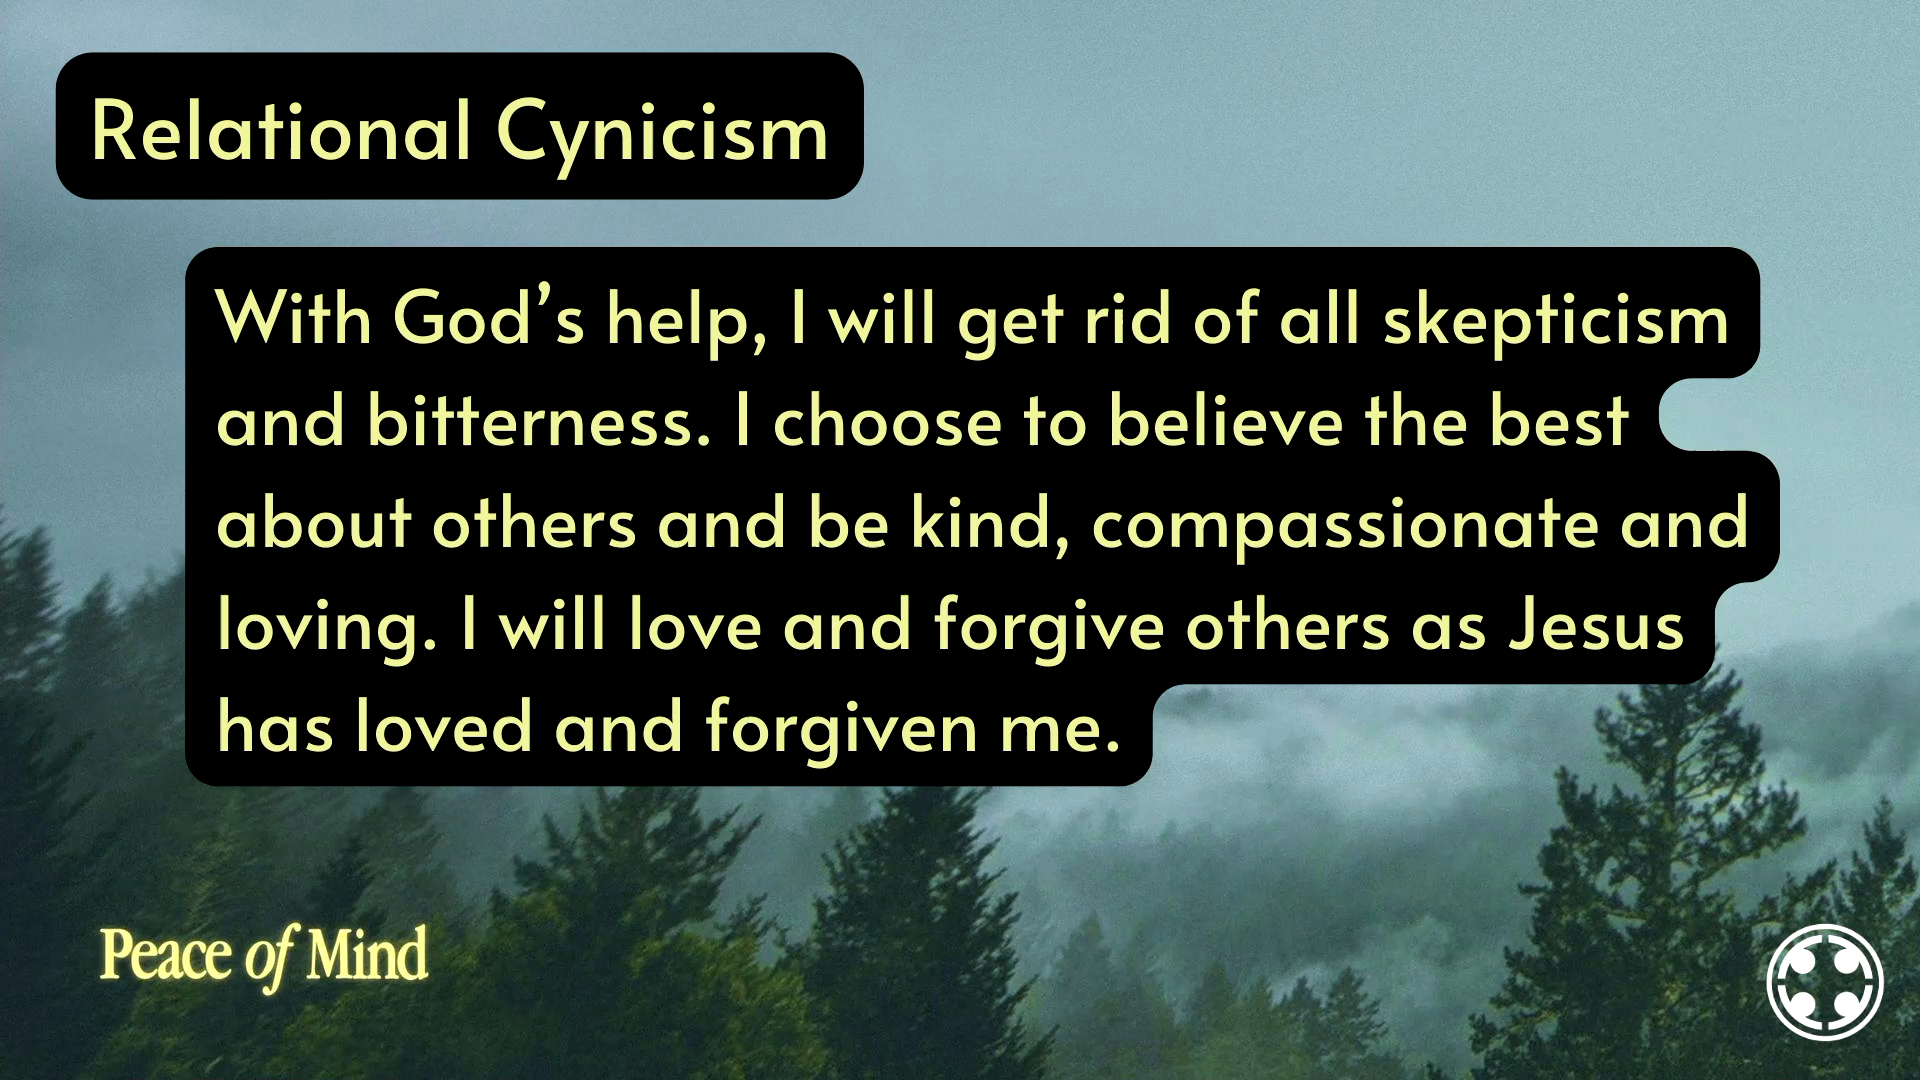 Relational Cynicism
With God’s help, I will get rid of all skepticism
and bitterness. I choose to believe the best
about others and be kind, compassionate and
loving. I will love and forgive others as Jesus
has loved and forgiven me.
Peace of Mind